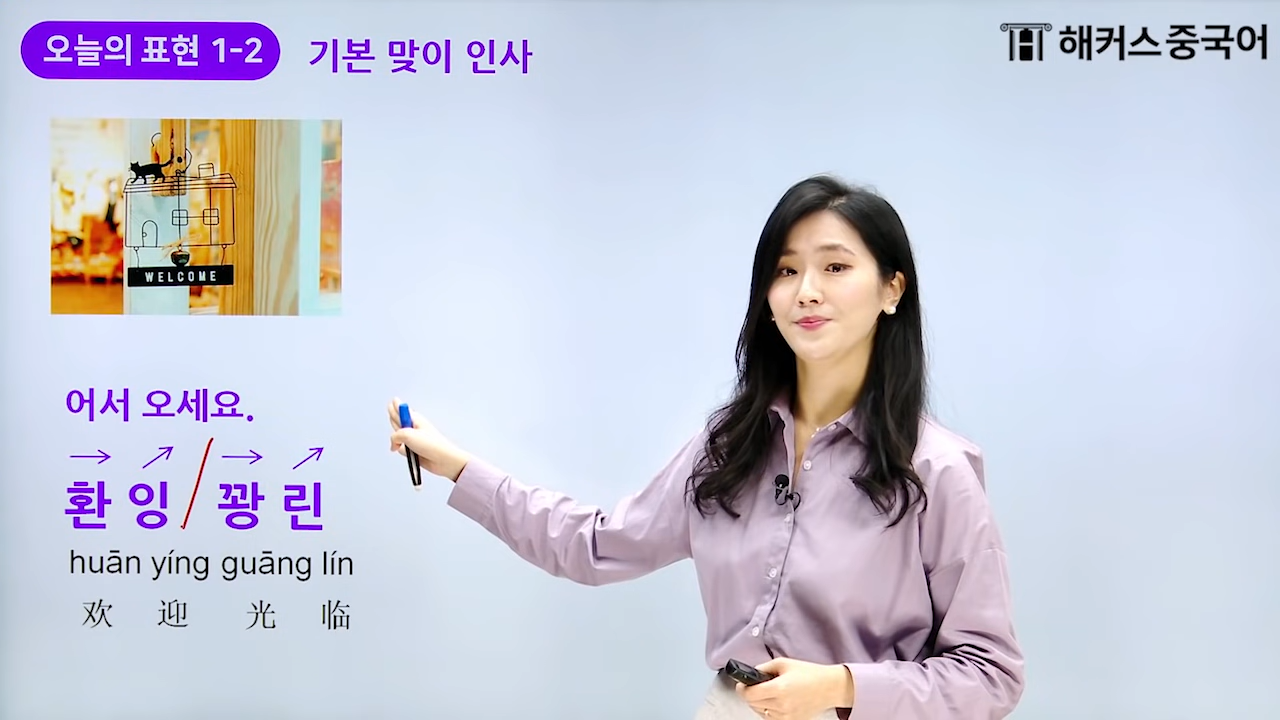 오늘의 표현 1-2
기본 맞이 인사
해커스중국어
WELCOME
어서 오세요.
환 잉 꽝 린
huān yíng guāng lín
欢 迎 光 临